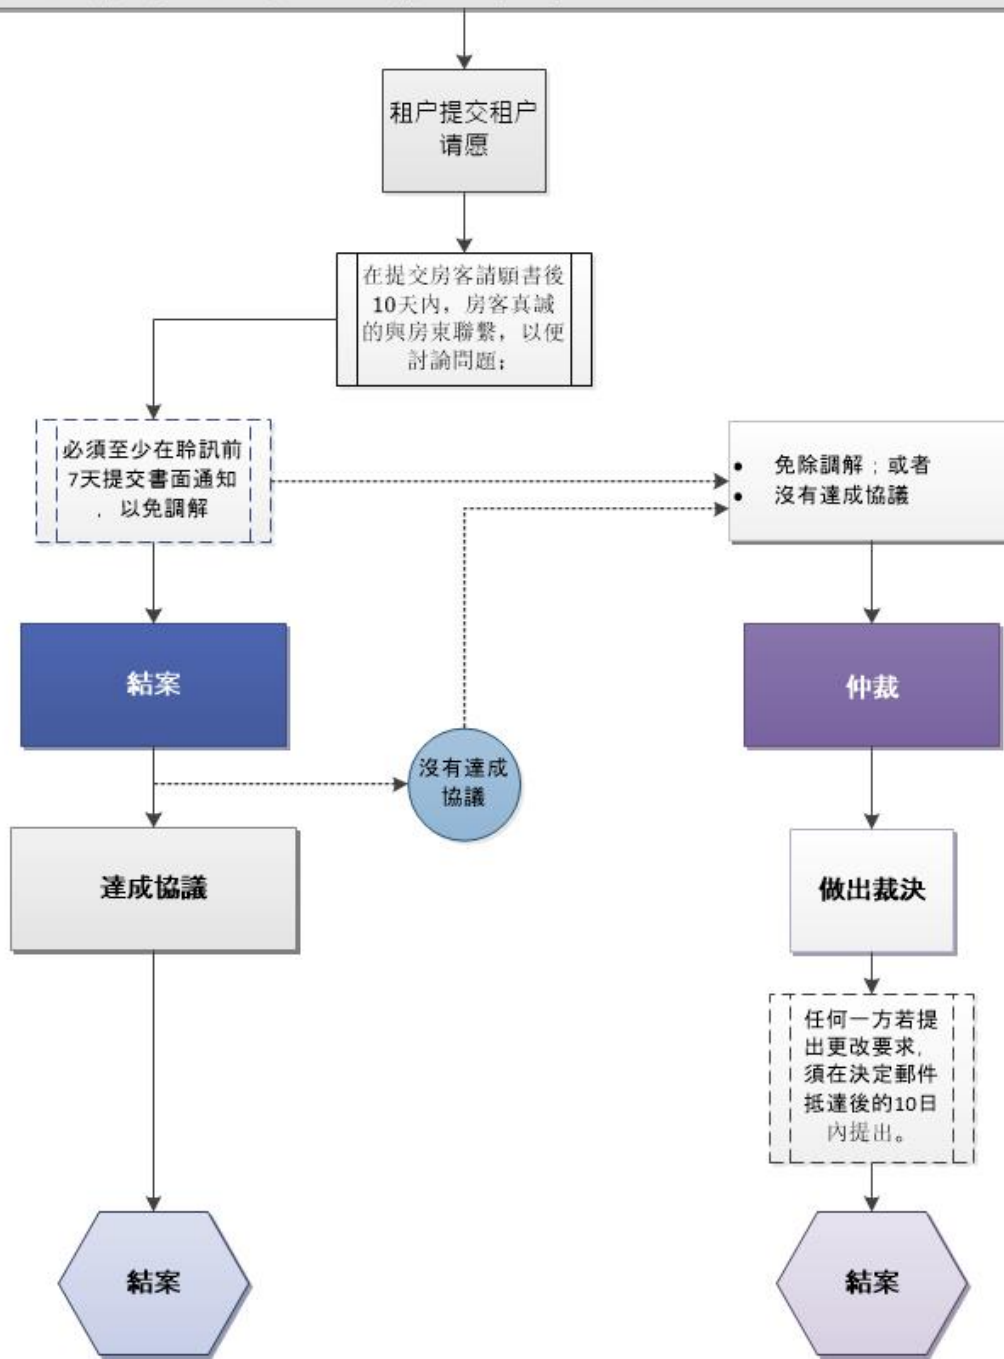 租户提交租户
请愿
在提交房客請願書後
10天内，房客真誠
的與房東聯繫，以便
討論問題；
必須至少在聆訊前
7天提交書面通知
，以免調解
• 免除調解；或者
• 沒有達成協議
結案
仲裁
沒有達成
協議
達成協議
做出裁決
任何一方若提
出更改要求，
須在決定郵件
抵達後的10日
內提出。
結案
結案